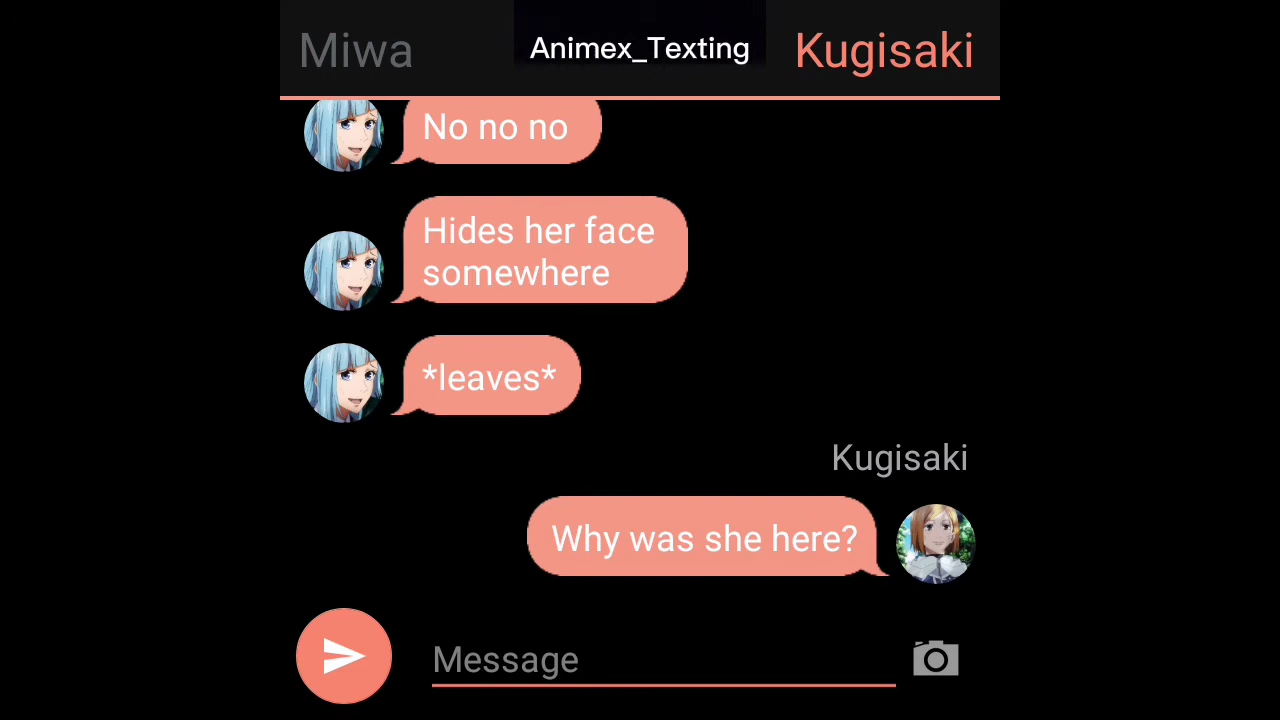 Miwa
Animex_Texting
Kugisaki
No no no
Hides her face
somewhere
*leaves*
Kugisaki
Why was she here?
Message